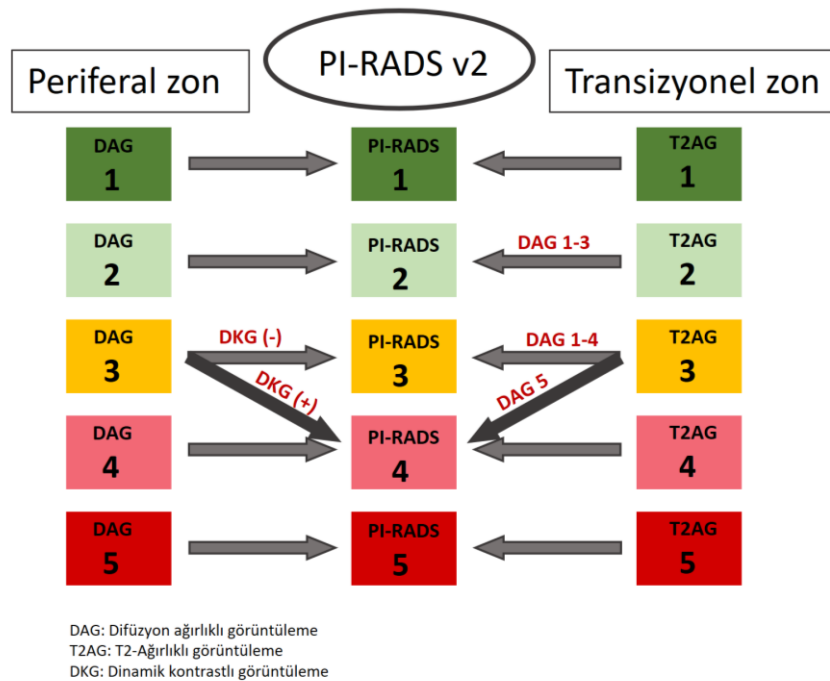 PI-RADS v2
Periferal zon
Transizyonel zon
DAG
1
PI-RADS
1
T2AG
1
DAG
2
PI-RADS
2
DAG 1-3
T2AG
2
DAG
3
DKG (-)
DKG (+)
PI-RADS
3
DAG 1-4
DAG 5
T2AG
3
DAG
4
PI-RADS
4
T2AG
4
DAG
5
PI-RADS
5
T2AG
5
DAG: Difüzyon ağırlıklı görüntüleme
T2AG: T2-Ağırlıklı görüntüleme
DKG: Dinamik kontrastlı görüntüleme